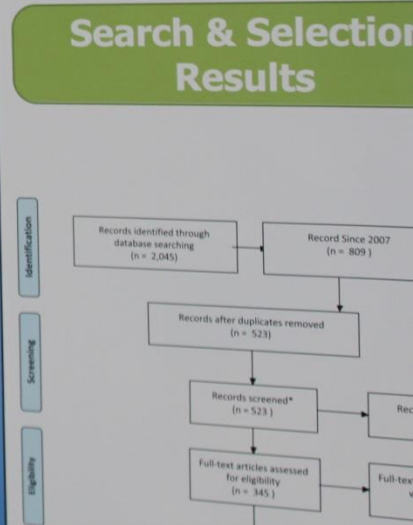 Search & Selection
Results
Identification
Records identified through
database searching
(n = 2,045)
Record Since 2007
(n = 809 )
Screening
Records after duplicates removed
(n = 523)
Records screened*
(n = 523 )
Rec
Eligibility
Full-text articles assessed
for eligibility
(n = 345 )
Full-tex